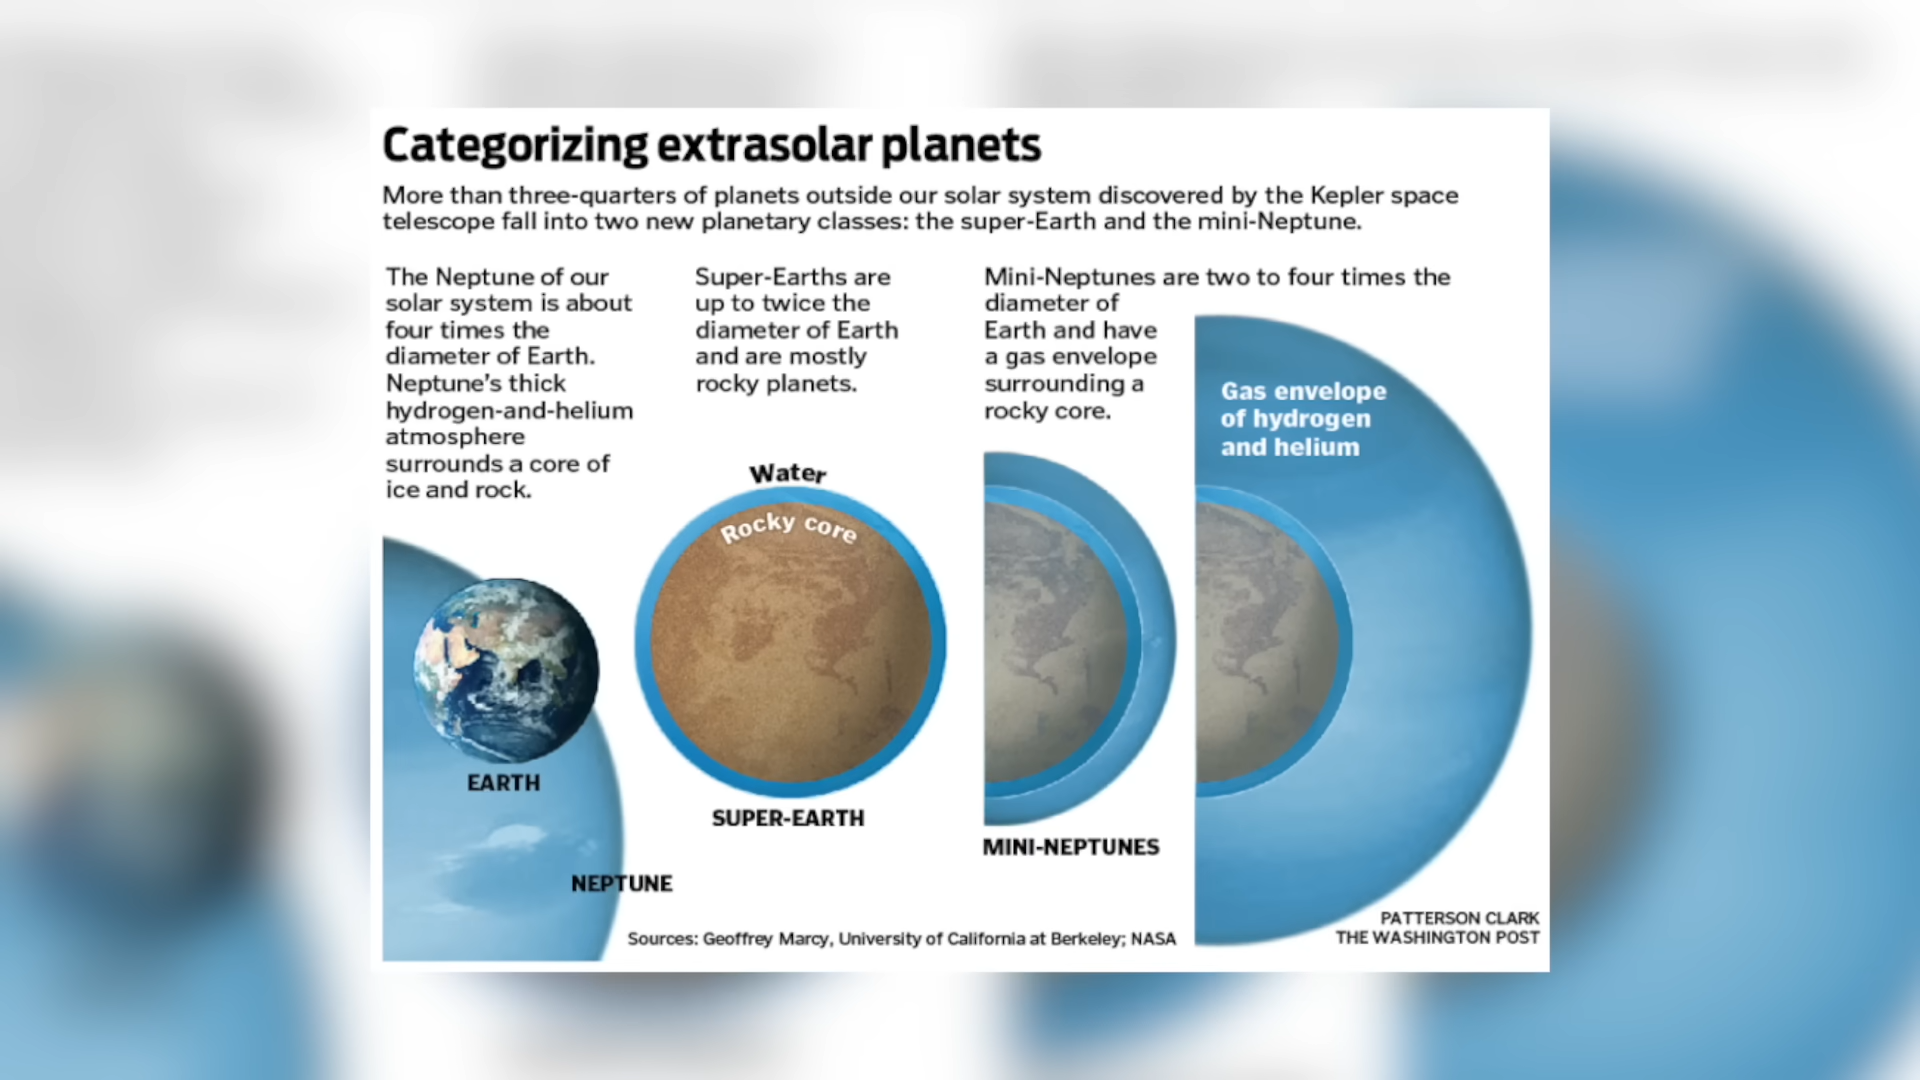 Categorizing extrasolar planets
More than three-quarters of planets outside our solar system discovered by the Kepler space
telescope fall into two new planetary classes: the super-Earth and the mini-Neptune.
The Neptune of our
solar system is about
four times the
diameter of Earth.
Neptune's thick
hydrogen-and-helium
atmosphere
surrounds a core of
ice and rock.
EARTH
NEPTUNE
Super-Earths are
up to twice the
diameter of Earth
and are mostly
rocky planets.
Water
Rocky core
SUPER-EARTH
Mini-Neptunes are two to four times the
diameter of
Earth and have
a gas envelope
surrounding a
rocky core.
Gas envelope
of hydrogen
and helium
MINI-NEPTUNES
Sources: Geoffrey Marcy, University of California at Berkeley; NASA
PATTERSON CLARK
THE WASHINGTON POST